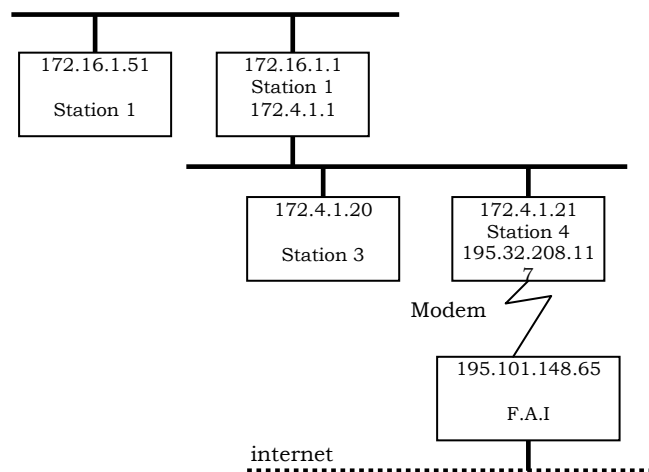 172.16.1.51
Station 1
172.16.1.1
Station 1
172.4.1.1
172.4.1.20
Station 3
172.4.1.21
Station 4
195.32.208.11
7
Modem
195.101.148.65
F.A.I
internet